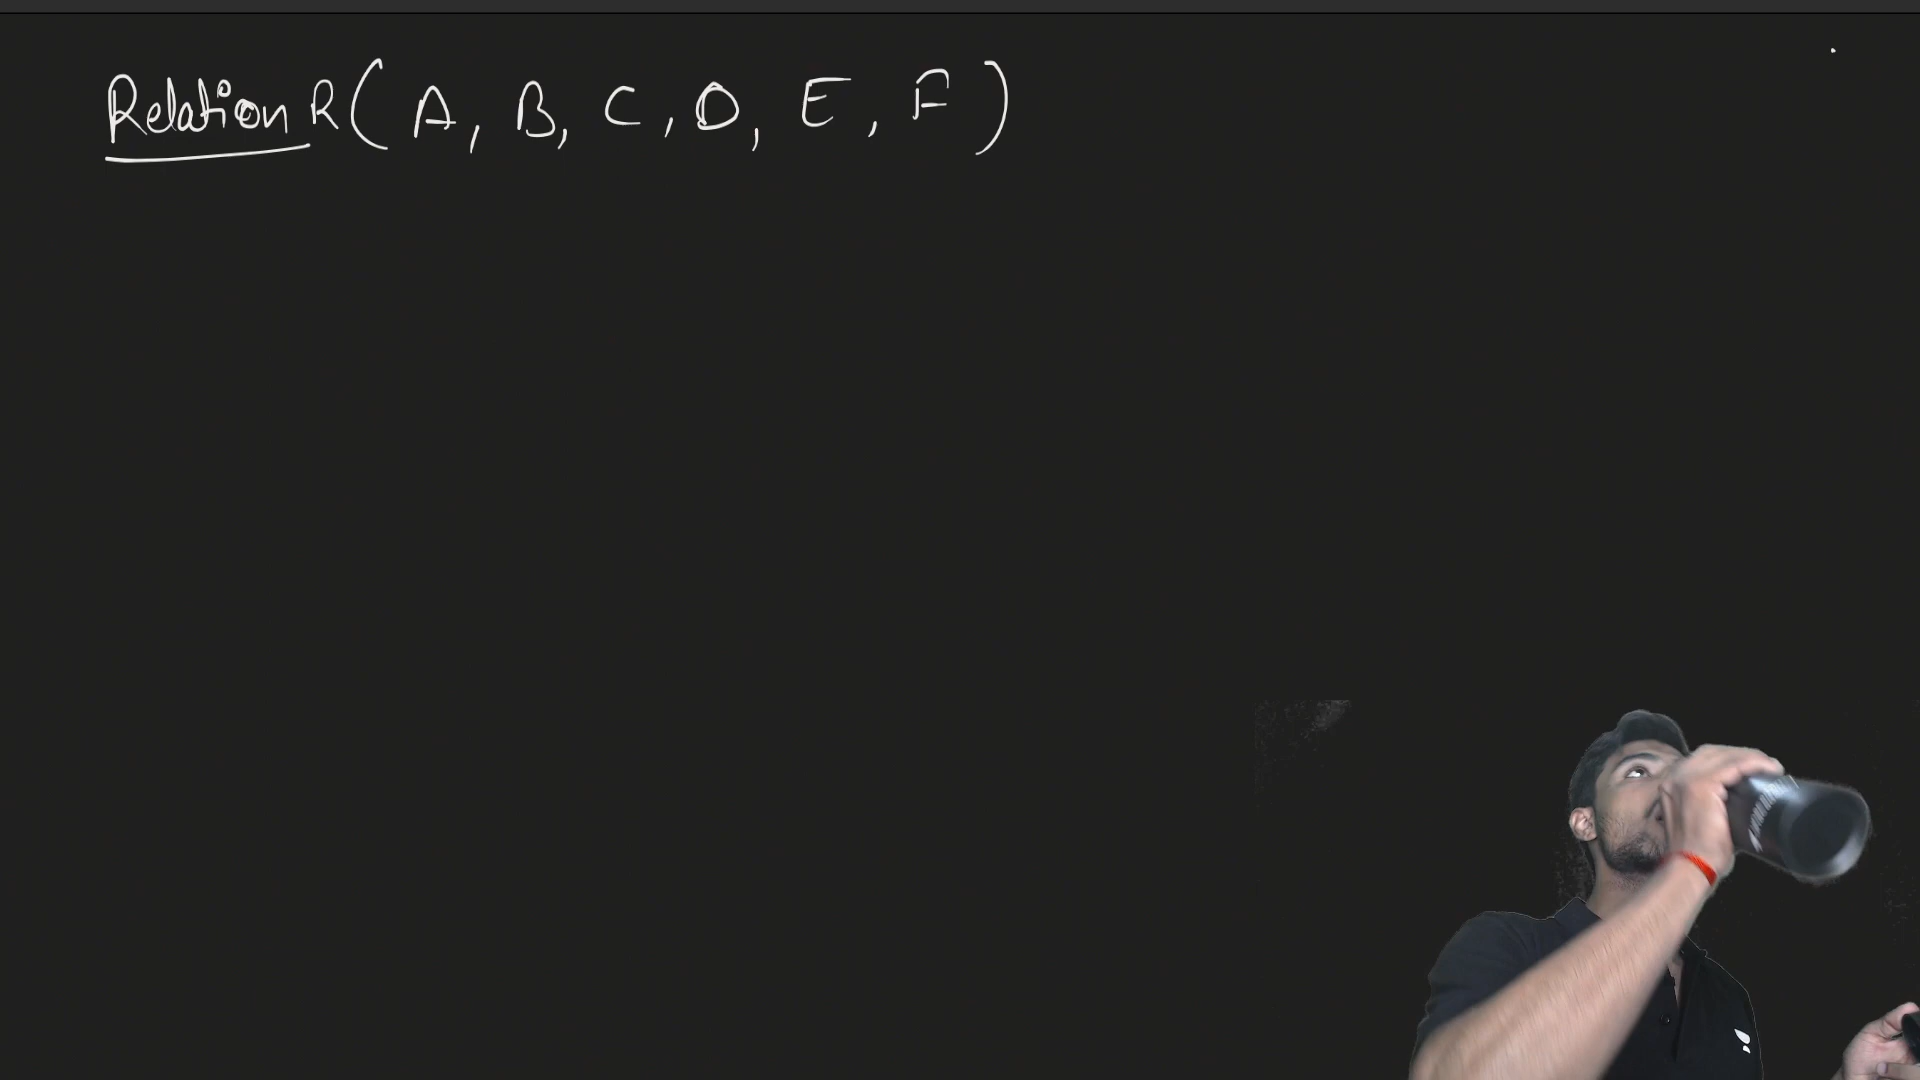 Relation R( A, B, C, D, E, F )